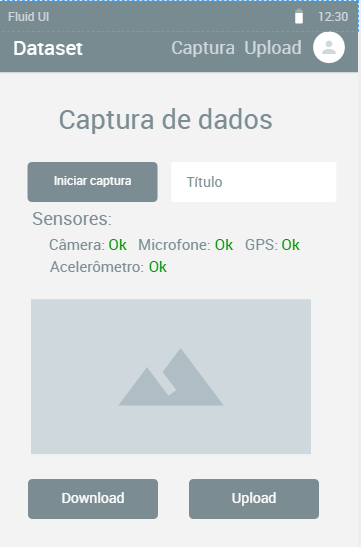 Fluid UI 12:30
Dataset Captura Upload
Captura de dados
Iniciar captura Título
Sensores:
Câmera: Ok Microfone: Ok GPS: Ok
Acelerômetro: Ok
Download Upload